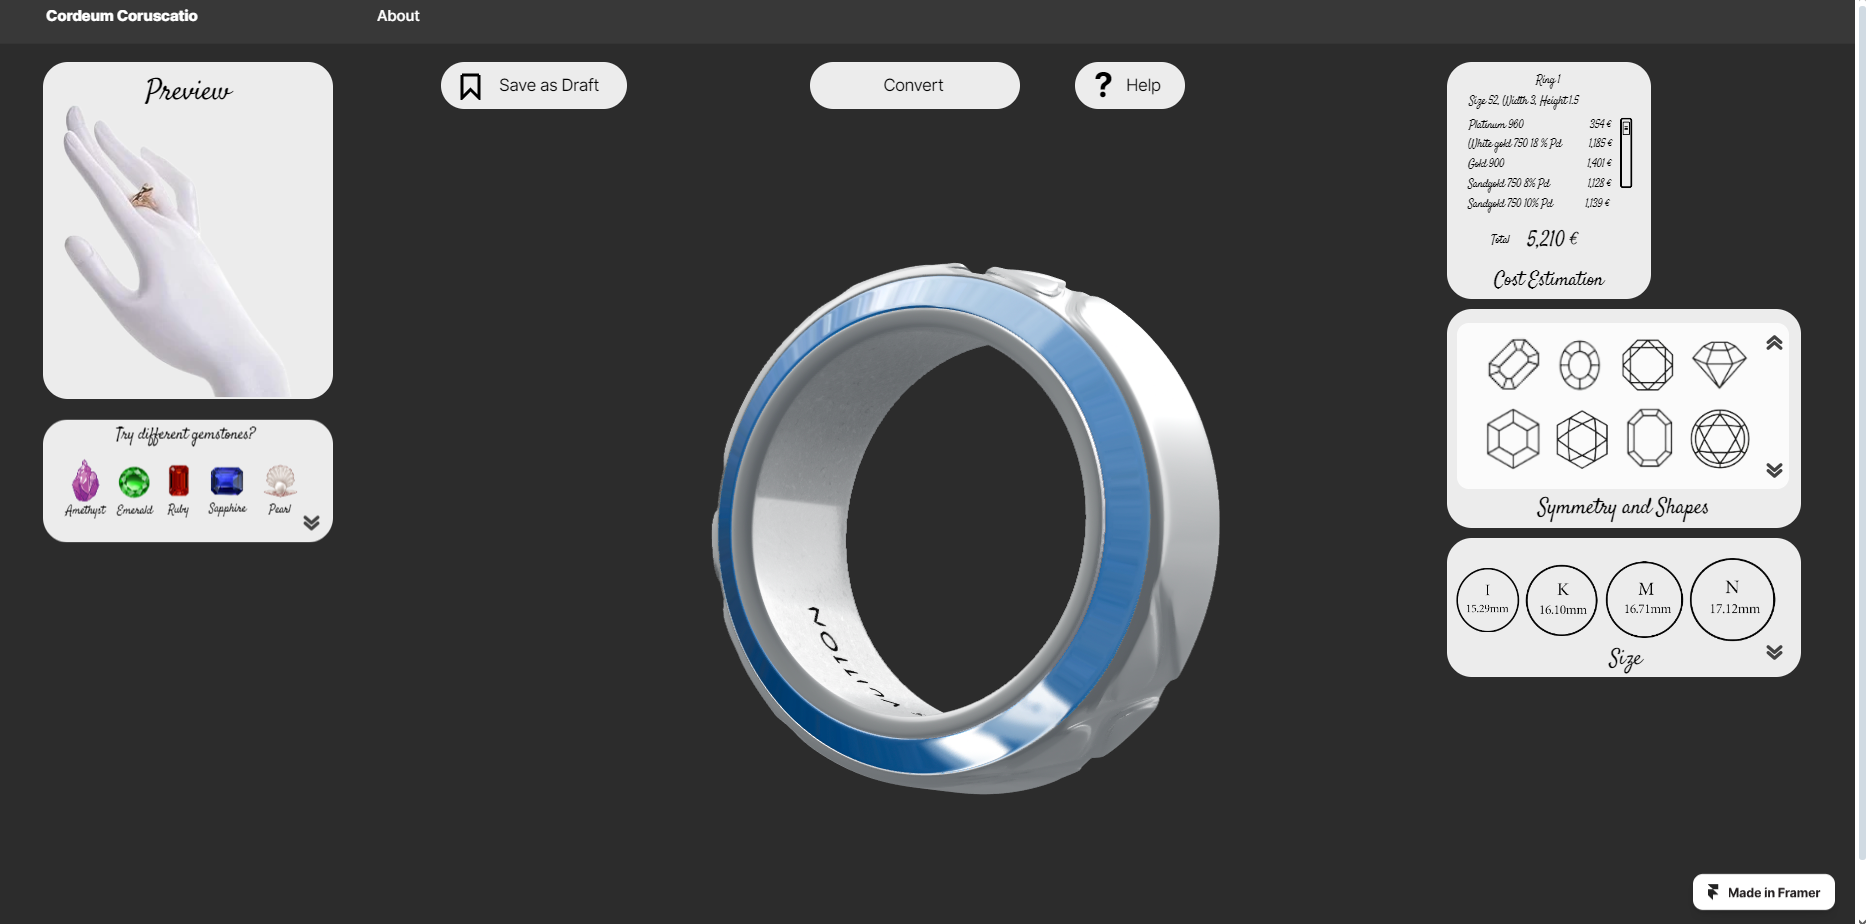 Cordeum Coruscatio
About
Preview
Save as Draft
Convert
? Help
Ring 1
Size 52, Width 3, Height 1.5
Platinum 960 354 €
White gold 750 18 % Pd 1,185 €
Gold 900 1,401 €
Sandgold 750 8% Pd 1,128 €
Sandgold 750 10% Pd 1,139 €
Total 5,210 €
Cost Estimation
Try different gemstones?
Amethyst Emerald Ruby Sapphire Pearl
Symmetry and Shapes
I K M N
15.29mm 16.10mm 16.71mm 17.12mm
Size
VUITTON
Made in Framer